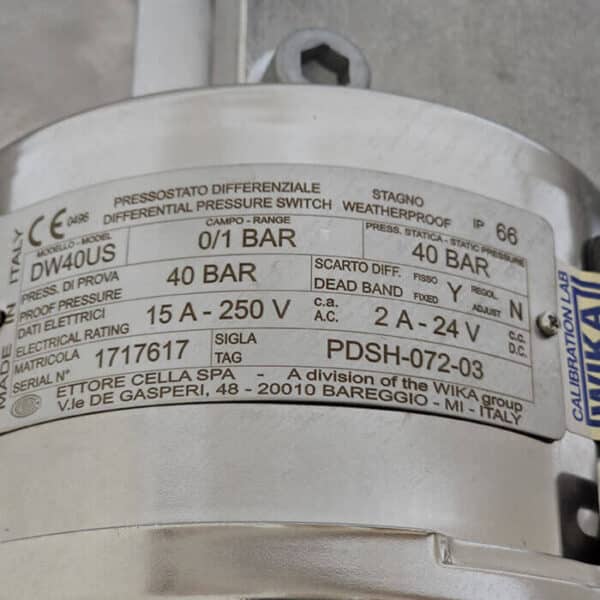 MADE IN ITALY
CE 0496
PRESSOSTATO DIFFERENZIALE STAGNO
DIFFERENTIAL PRESSURE SWITCH WEATHERPROOF IP 66
MODELLO - MODEL CAMPO - RANGE PRESS. STATICA - STATIC PRESSURE
DW40US 0/1 BAR 40 BAR
PRESS. DI PROVA SCARTO DIFF. FISSO REGOL.
PROOF PRESSURE 40 BAR DEAD BAND FIXED Y ADJUST N
DATI ELETTRICI c.a. c.c.
ELECTRICAL RATING 15 A - 250 V A.C. 2 A - 24 V D.C.
MATRICOLA SIGLA
SERIAL N° 1717617 TAG PDSH-072-03
ETTORE CELLA SPA - A division of the WIKA group
V.le DE GASPERI, 48 - 20010 BAREGGIO - MI - ITALY
CALIBRATION LAB
WIKA